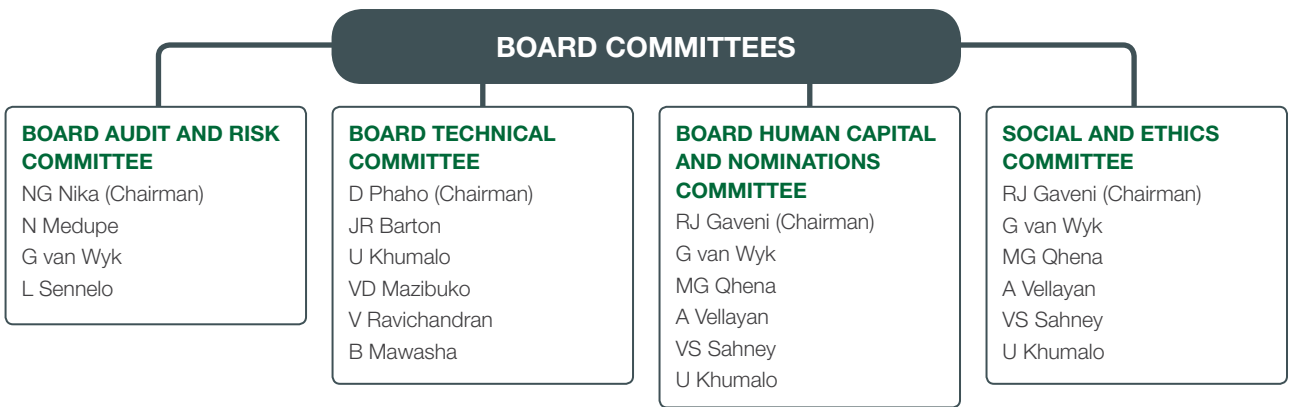 BOARD COMMITTEES
BOARD AUDIT AND RISK
COMMITTEE
NG Nika (Chairman)
N Medupe
G van Wyk
L Sennelo
BOARD TECHNICAL
COMMITTEE
D Phaho (Chairman)
JR Barton
U Khumalo
VD Mazibuko
V Ravichandran
B Mawasha
BOARD HUMAN CAPITAL
AND NOMINATIONS
COMMITTEE
RJ Gaveni (Chairman)
G van Wyk
MG Qhena
A Vellayan
VS Sahney
U Khumalo
SOCIAL AND ETHICS
COMMITTEE
RJ Gaveni (Chairman)
G van Wyk
MG Qhena
A Vellayan
VS Sahney
U Khumalo